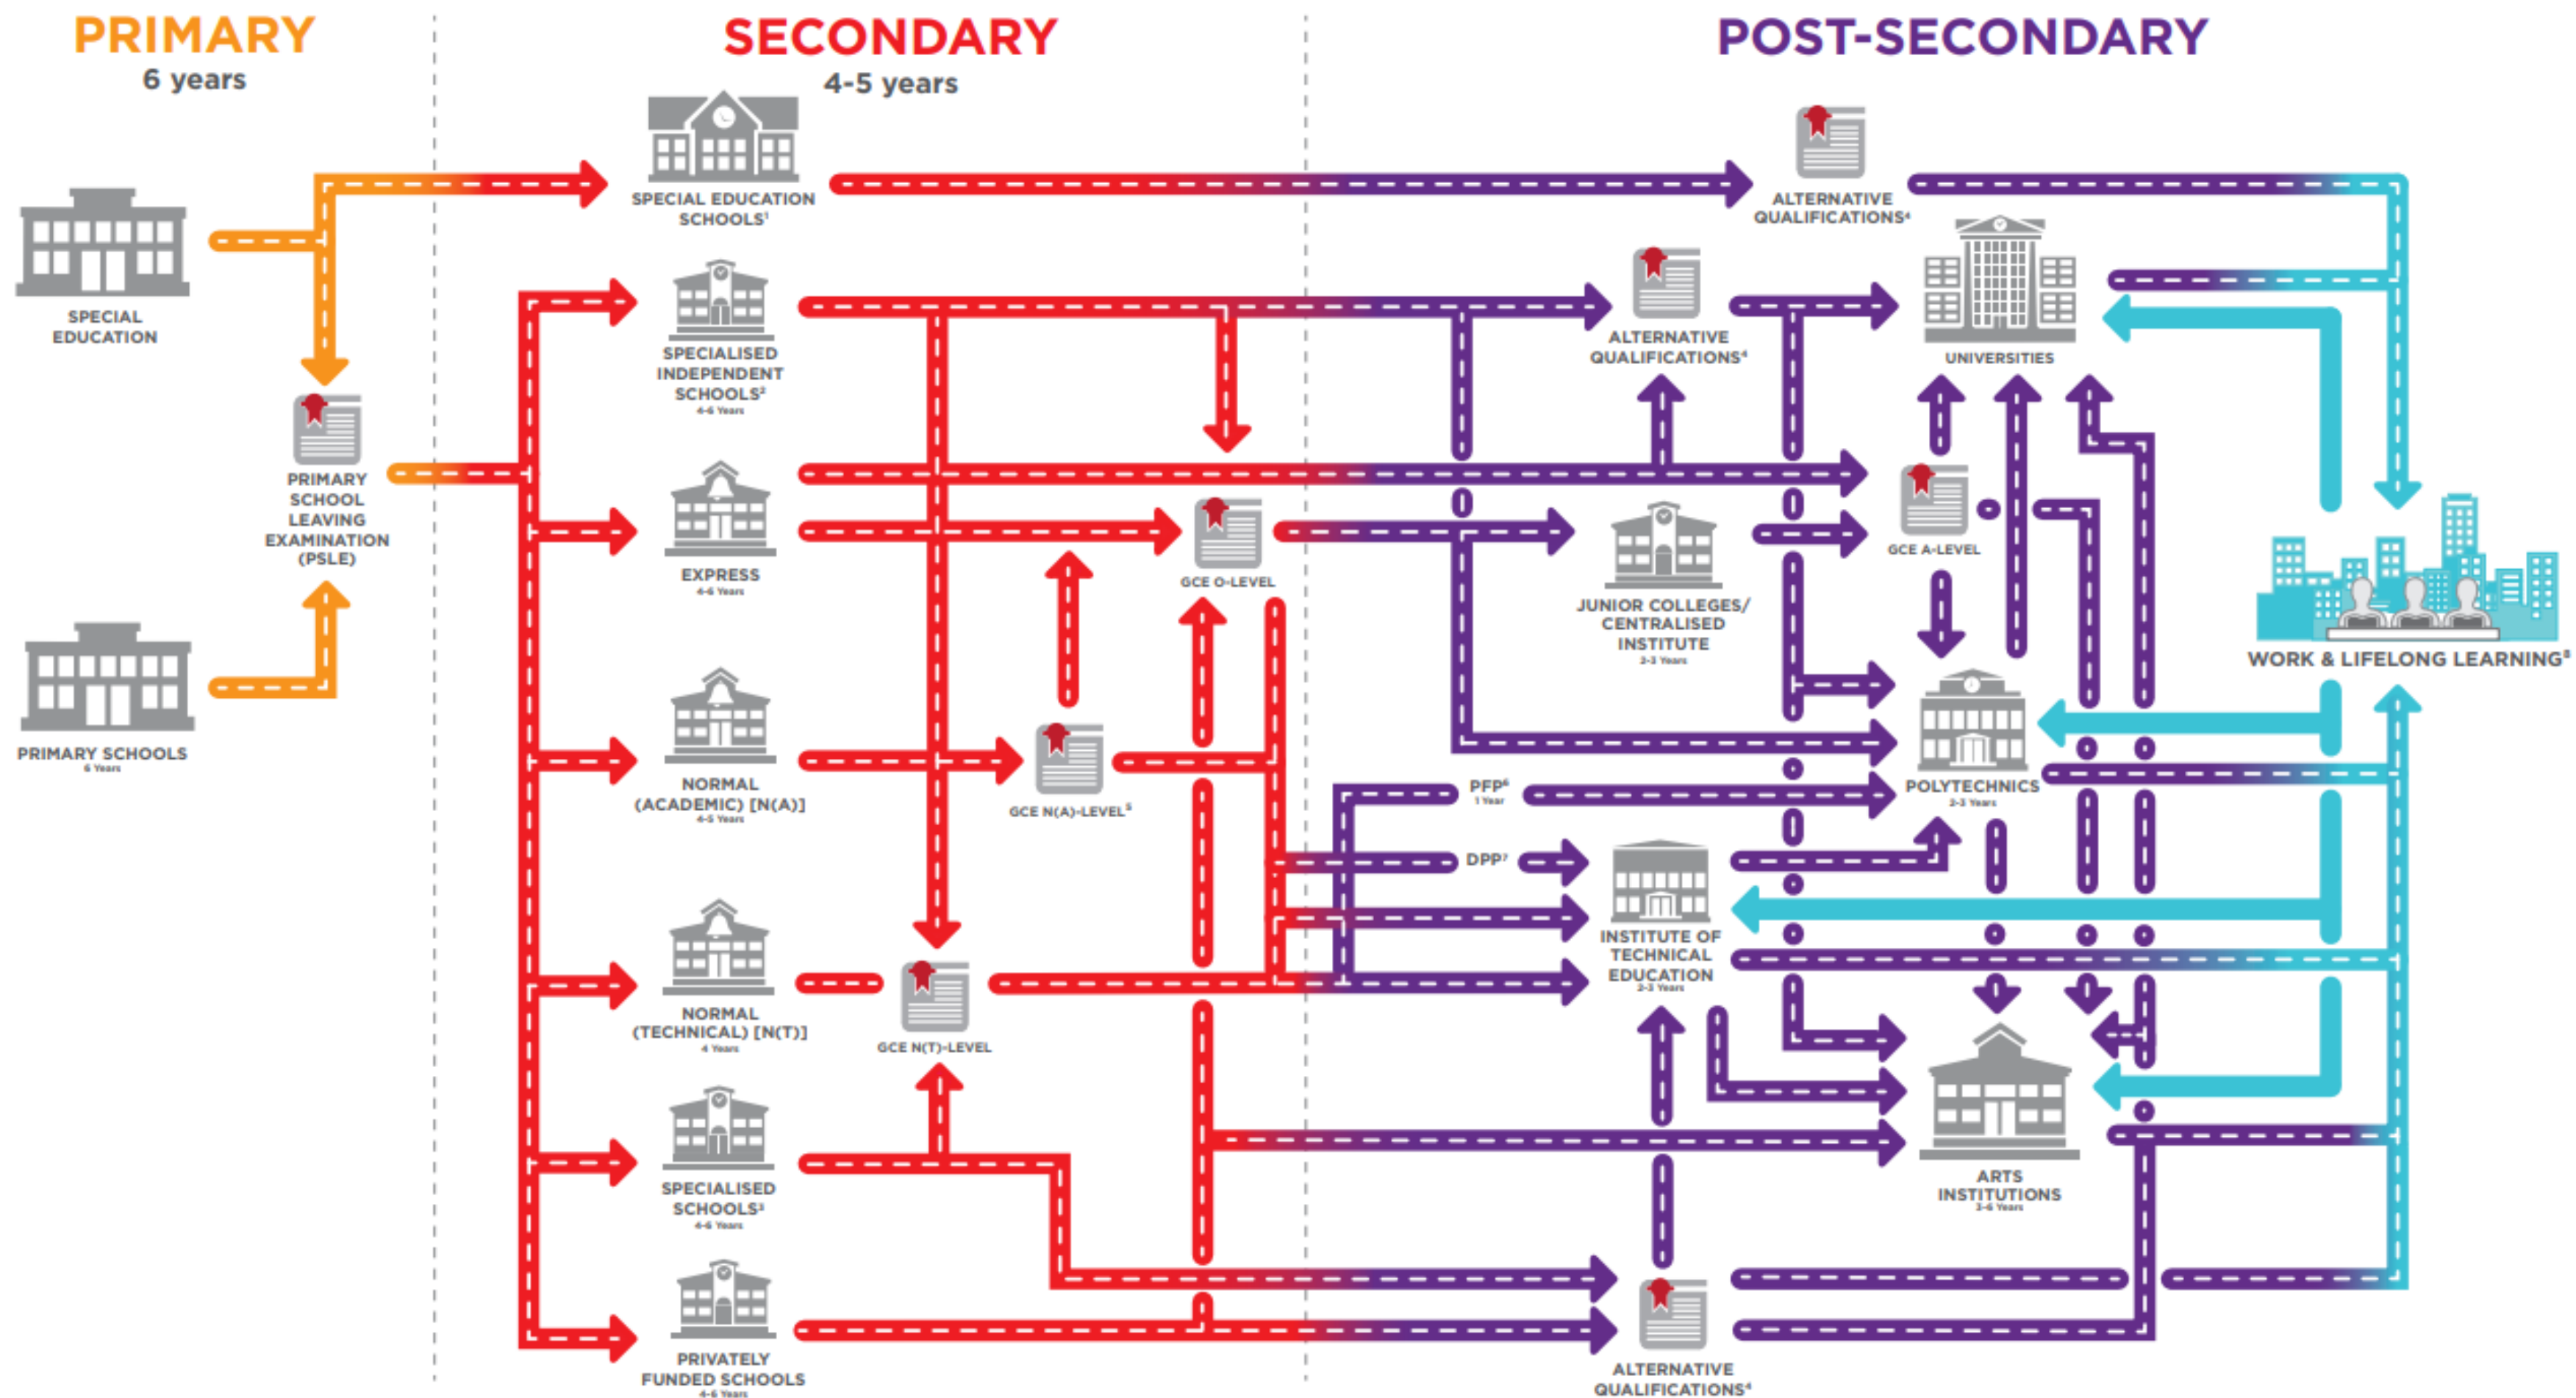 PRIMARY
6 years
SECONDARY
4-5 years
POST-SECONDARY
SPECIAL
EDUCATION
PRIMARY
SCHOOL
LEAVING
EXAMINATION
(PSLE)
PRIMARY SCHOOLS
6 Years
SPECIAL EDUCATION
SCHOOLS¹
SPECIALISED
INDEPENDENT
SCHOOLS²
4-6 Years
EXPRESS
4-6 Years
NORMAL
(ACADEMIC) [N(A)]
4-5 Years
NORMAL
(TECHNICAL) [N(T)]
4 Years
SPECIALISED
SCHOOLS³
4-6 Years
PRIVATELY
FUNDED SCHOOLS
4-6 Years
GCE O-LEVEL
GCE N(A)-LEVEL⁵
GCE N(T)-LEVEL
ALTERNATIVE
QUALIFICATIONS⁴
ALTERNATIVE
QUALIFICATIONS⁴
UNIVERSITIES
GCE A-LEVEL
JUNIOR COLLEGES/
CENTRALISED
INSTITUTE
2-3 Years
PFP⁶
1 Year
DPP⁷
POLYTECHNICS
2-3 Years
INSTITUTE OF
TECHNICAL
EDUCATION
2-3 Years
ARTS
INSTITUTIONS
3-6 Years
ALTERNATIVE
QUALIFICATIONS⁴
WORK & LIFELONG LEARNING⁸